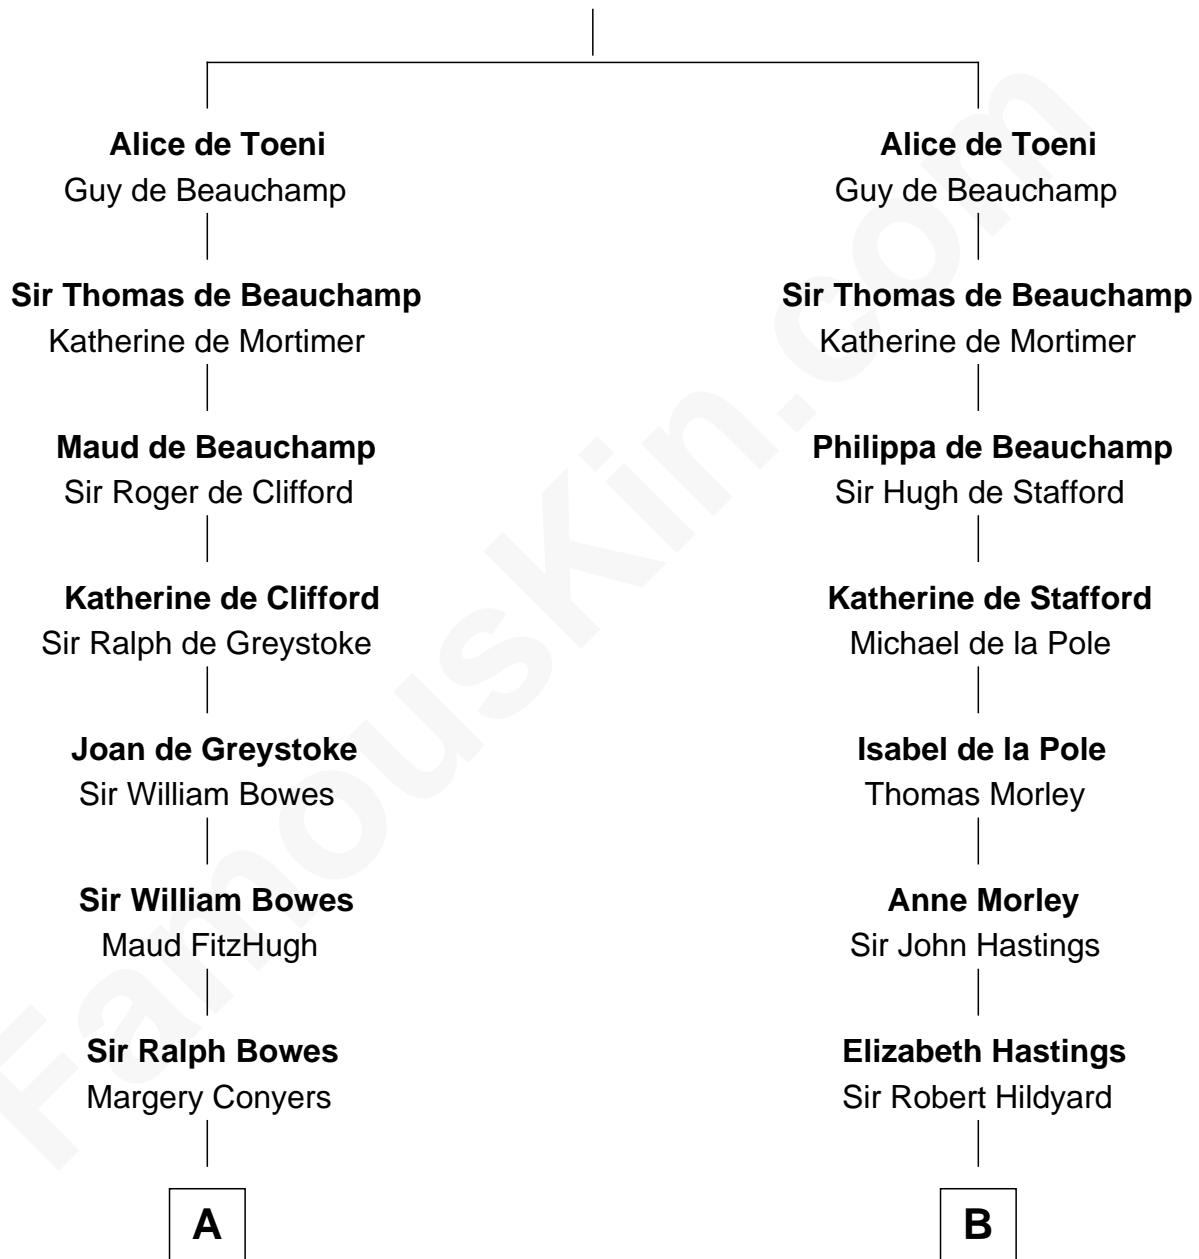 Alice de Toeni
Guy de Beauchamp
Sir Thomas de Beauchamp
Katherine de Mortimer
Maud de Beauchamp
Sir Roger de Clifford
Katherine de Clifford
Sir Ralph de Greystoke
Joan de Greystoke
Sir William Bowes
Sir William Bowes
Maud FitzHugh
Sir Ralph Bowes
Margery Conyers
A
Alice de Toeni
Guy de Beauchamp
Sir Thomas de Beauchamp
Katherine de Mortimer
Philippa de Beauchamp
Sir Hugh de Stafford
Katherine de Stafford
Michael de la Pole
Isabel de la Pole
Thomas Morley
Anne Morley
Sir John Hastings
Elizabeth Hastings
Sir Robert Hildyard
B
FamousKin.com